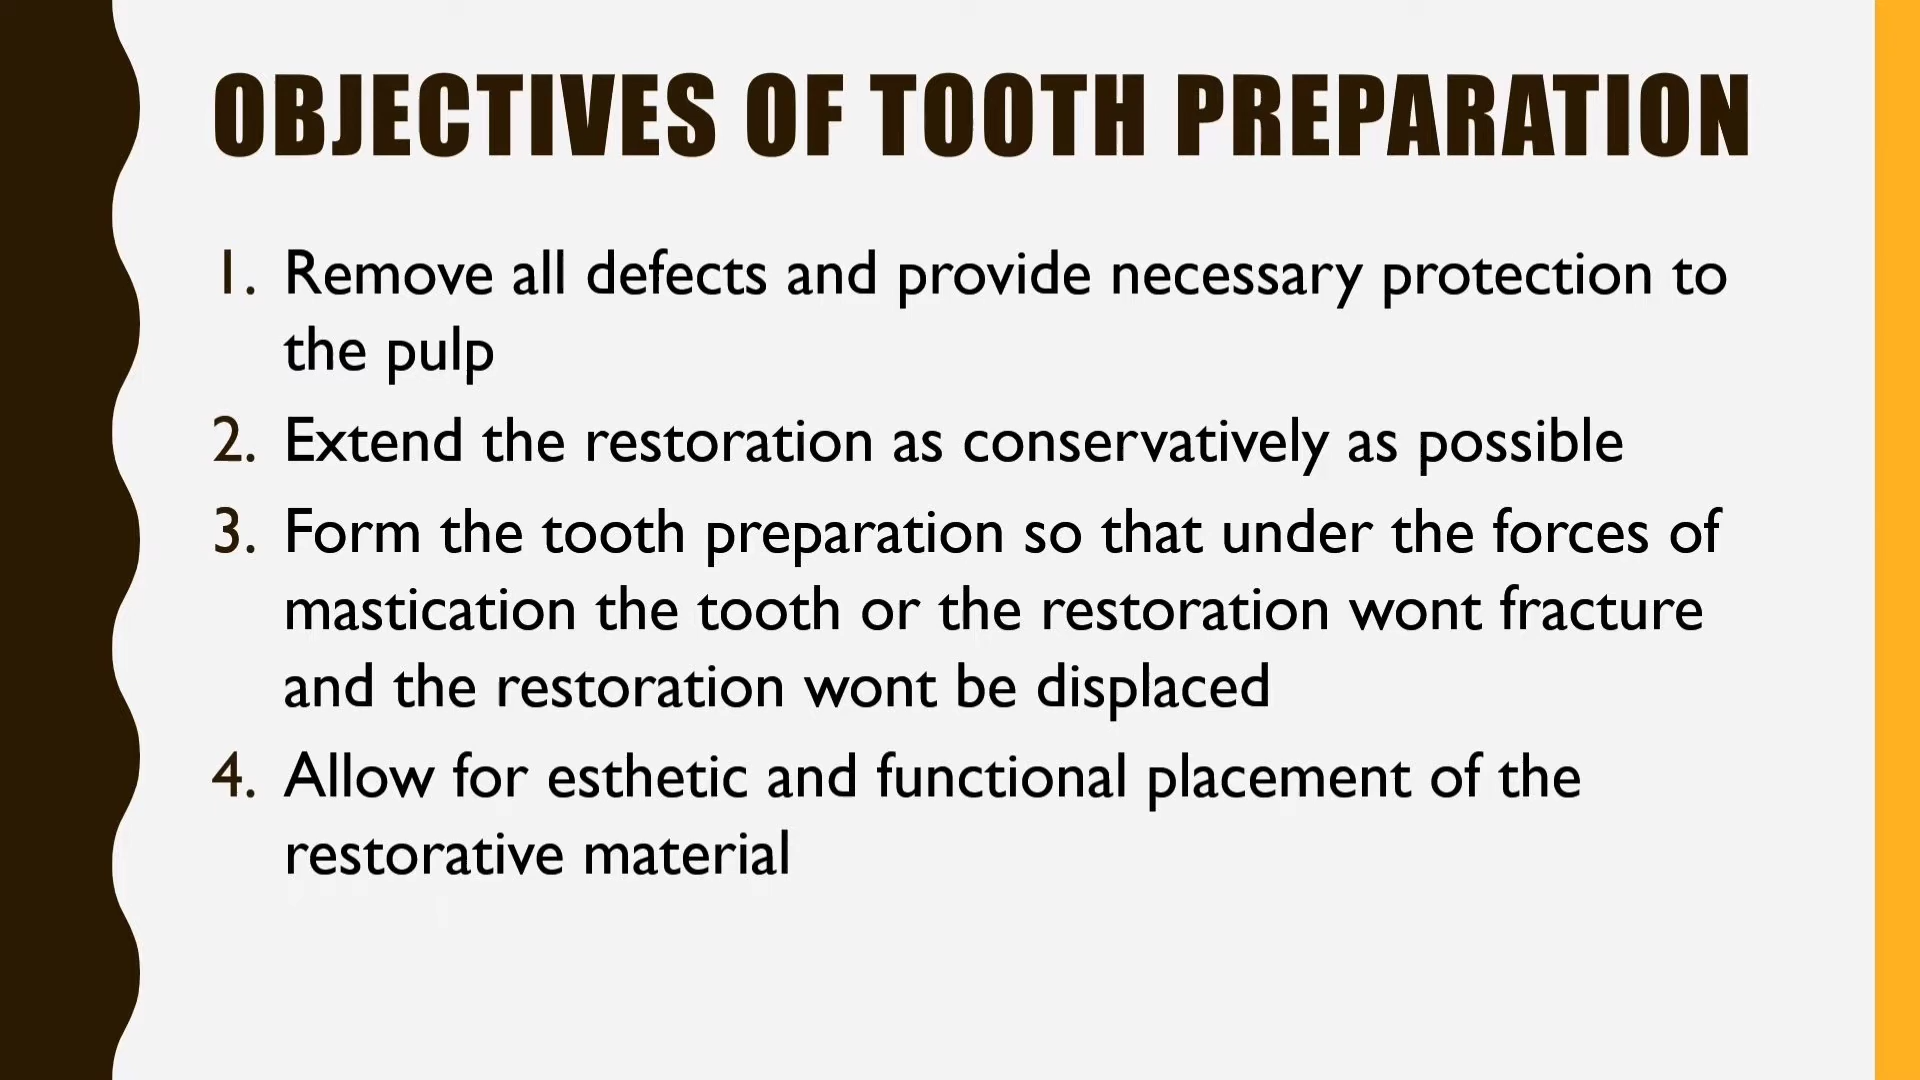 OBJECTIVES OF TOOTH PREPARATION
1. Remove all defects and provide necessary protection to
the pulp
2. Extend the restoration as conservatively as possible
3. Form the tooth preparation so that under the forces of
mastication the tooth or the restoration wont fracture
and the restoration wont be displaced
4. Allow for esthetic and functional placement of the
restorative material